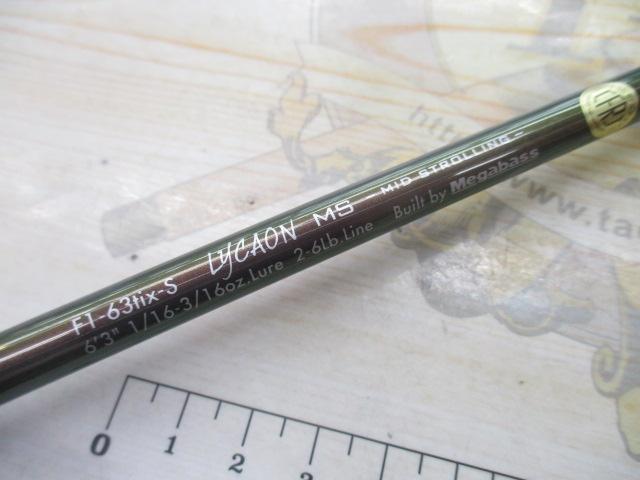 F1-63tix-S LYCAON MS MID STROLLING-
6'3" 1/16-3/16oz.Lure 2-6Lb.Line Built by Megabass
0 1 2 3